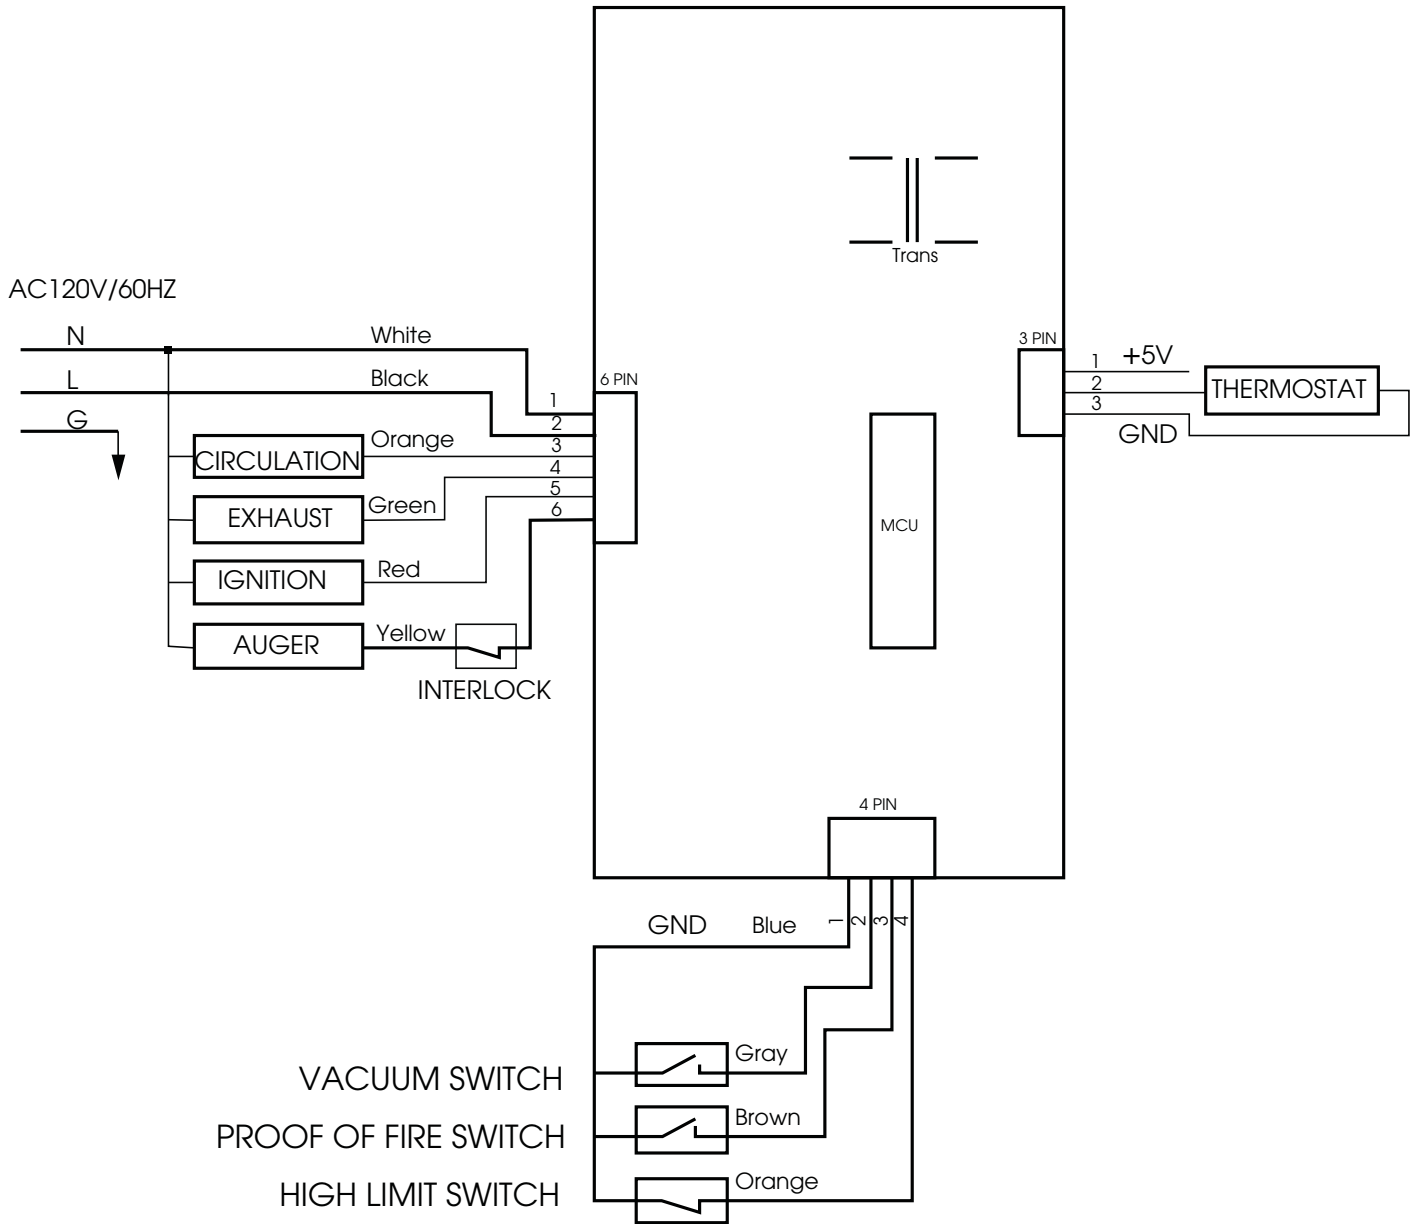 Trans
AC120V/60HZ
N
White
L
Black
G
6 PIN
1
2
3
4
5
6
3 PIN
1
+5V
2
3
GND
THERMOSTAT
Orange
CIRCULATION
Green
EXHAUST
Red
IGNITION
Yellow
AUGER
INTERLOCK
MCU
4 PIN
GND
Blue
1
2
3
4
Gray
VACUUM SWITCH
Brown
PROOF OF FIRE SWITCH
Orange
HIGH LIMIT SWITCH